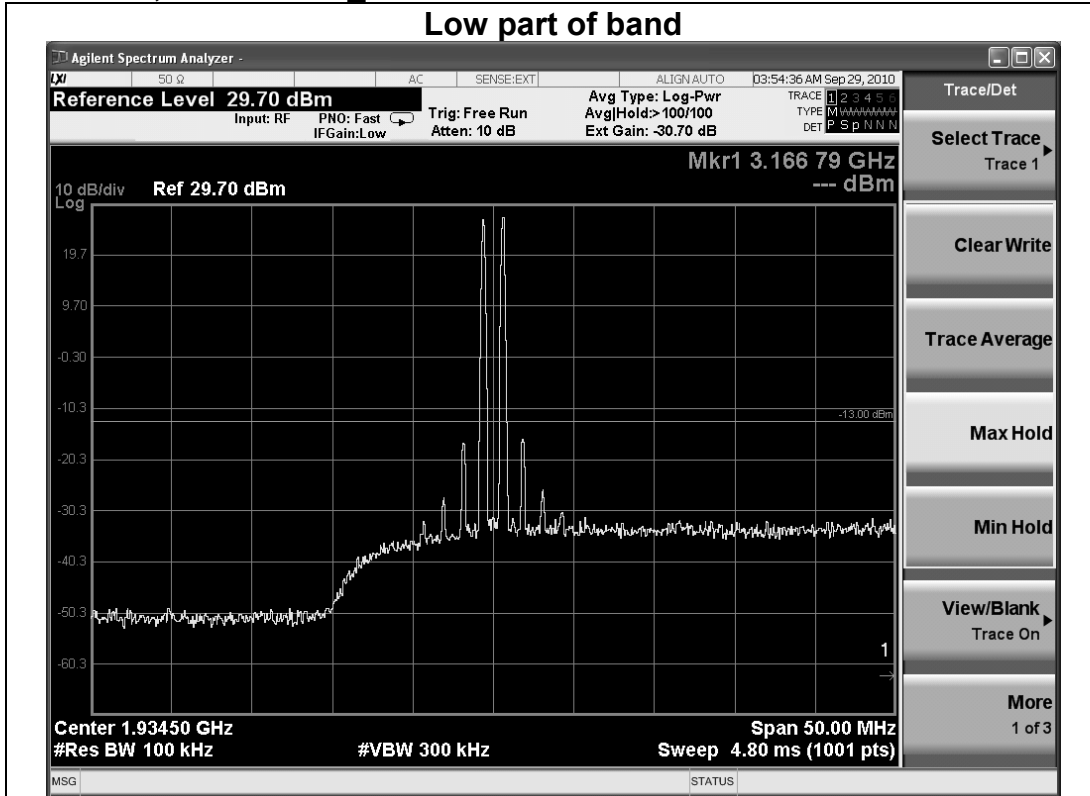 Low part of band
Agilent Spectrum Analyzer -
LXI 50 Ω AC SENSE:EXT ALIGN AUTO 03:54:36 AM Sep 29, 2010
Reference Level 29.70 dBm
Input: RF
PNO: Fast
IFGain:Low
Trig: Free Run
Atten: 10 dB
Avg Type: Log-Pwr
Avg|Hold:>100/100
Ext Gain: -30.70 dB
TRACE 1 2 3 4 5 6
TYPE M
DET P S p N N N
Mkr1 3.166 79 GHz
--- dBm
10 dB/div Ref 29.70 dBm
Log
19.7
9.70
-0.30
-10.3
-13.00 dBm
-20.3
-30.3
-40.3
-50.3
-60.3
1
Center 1.93450 GHz Span 50.00 MHz
#Res BW 100 kHz #VBW 300 kHz Sweep 4.80 ms (1001 pts)
MSG STATUS
Trace/Det
Select Trace
Trace 1
Clear Write
Trace Average
Max Hold
Min Hold
View/Blank
Trace On
More
1 of 3